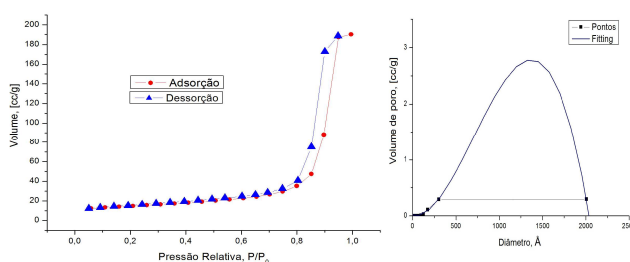 200
180
160
140
120
100
80
60
40
20
0
Volume, [cc/g]
Adsorção
Dessorção
0,0 0,2 0,4 0,6 0,8 1,0
Pressão Relativa, P/P₀
Pontos
Fitting
3
2
1
0
Volume de poro, [cc/g]
0 500 1000 1500 2000 2500
Diâmetro, Å